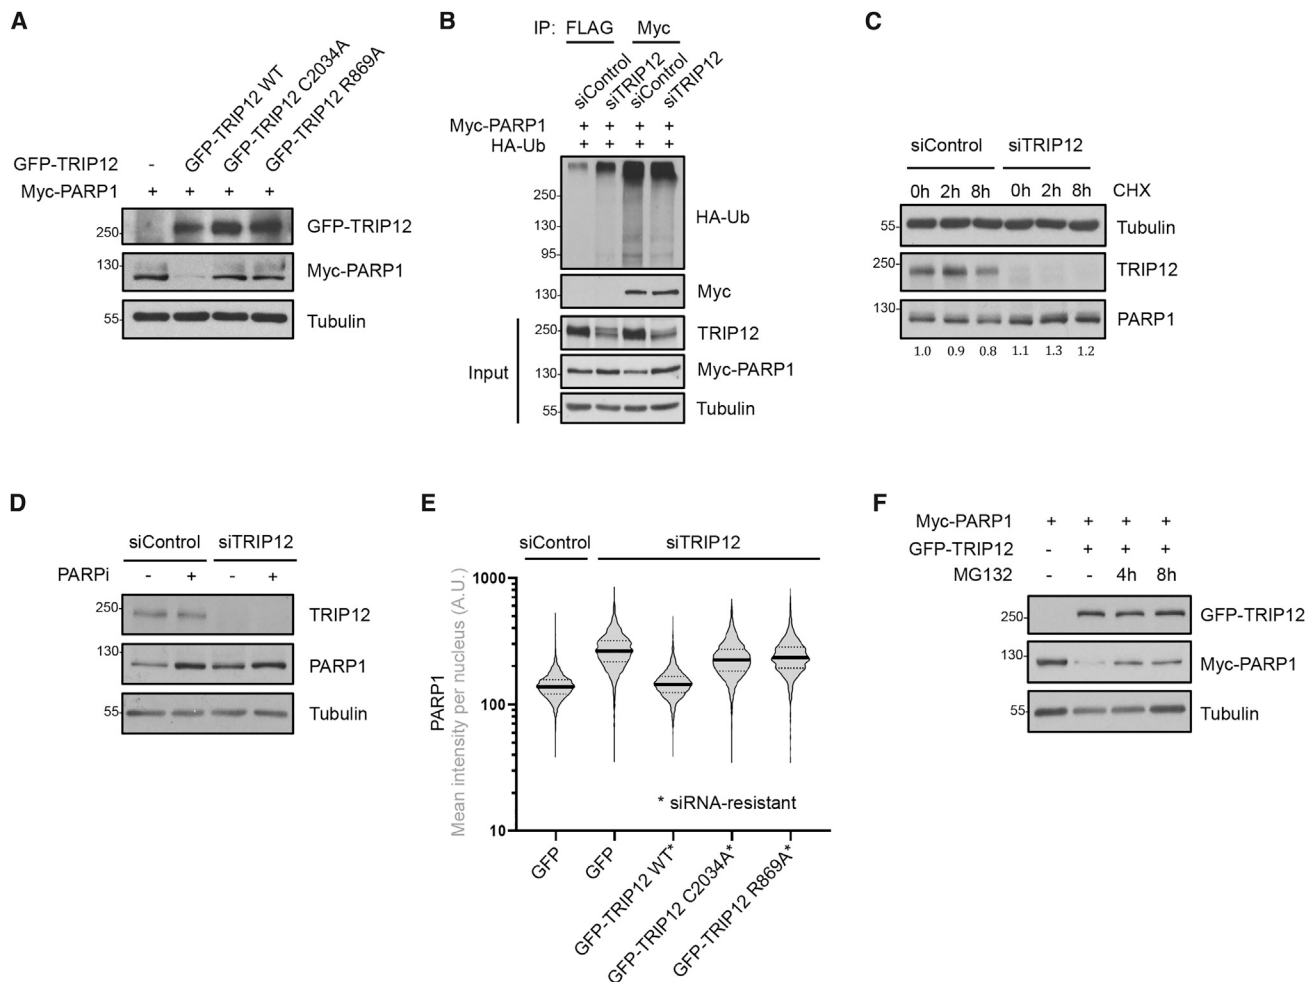 A
GFP-TRIP12 WT
GFP-TRIP12 C2034A
GFP-TRIP12 R869A
GFP-TRIP12 -
Myc-PARP1 + + + +
250 GFP-TRIP12
130 Myc-PARP1
55 Tubulin
B
IP: FLAG Myc
siControl
siTRIP12
siControl
siTRIP12
Myc-PARP1 + + + +
HA-Ub + + + +
250
130
95
HA-Ub
130 Myc
Input
250 TRIP12
130 Myc-PARP1
55 Tubulin
C
siControl siTRIP12
0h 2h 8h 0h 2h 8h CHX
55 Tubulin
250 TRIP12
130 PARP1
1.0 0.9 0.8 1.1 1.3 1.2
D
siControl siTRIP12
PARPi - + - +
250 TRIP12
130 PARP1
55 Tubulin
E
siControl siTRIP12
PARP1
Mean intensity per nucleus (A.U.)
1000
100
10
* siRNA-resistant
GFP
GFP
GFP-TRIP12 WT*
GFP-TRIP12 C2034A*
GFP-TRIP12 R869A*
F
Myc-PARP1 + + + +
GFP-TRIP12 - + + +
MG132 - - 4h 8h
250 GFP-TRIP12
130 Myc-PARP1
55 Tubulin